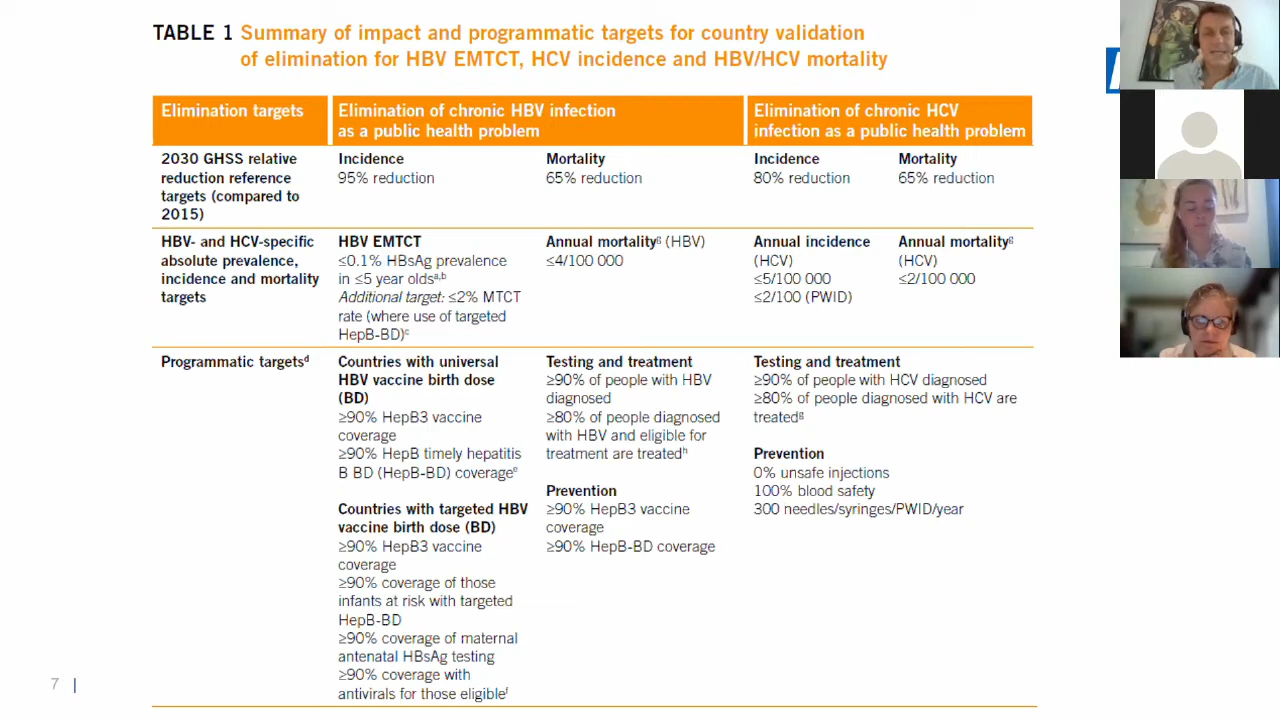 TABLE 1 Summary of impact and programmatic targets for country validation
of elimination for HBV EMTCT, HCV incidence and HBV/HCV mortality
Elimination targets
Elimination of chronic HBV infection
as a public health problem
Elimination of chronic HCV
infection as a public health problem
2030 GHSS relative
reduction reference
targets (compared to
2015)
Incidence
95% reduction
Mortality
65% reduction
Incidence
80% reduction
Mortality
65% reduction
HBV- and HCV-specific
absolute prevalence,
incidence and mortality
targets
HBV EMTCT
≤0.1% HBsAg prevalence
in ≤5 year oldsᵃ,ᵇ
Additional target: ≤2% MTCT
rate (where use of targeted
HepB-BD)ᶜ
Annual mortalityᵍ (HBV)
≤4/100 000
Annual incidence
(HCV)
≤5/100 000
≤2/100 (PWID)
Annual mortalityᵍ
(HCV)
≤2/100 000
Programmatic targetsᵈ
Countries with universal
HBV vaccine birth dose
(BD)
≥90% HepB3 vaccine
coverage
≥90% HepB timely hepatitis
B BD (HepB-BD) coverageᵉ
Countries with targeted HBV
vaccine birth dose (BD)
≥90% HepB3 vaccine
coverage
≥90% coverage of those
infants at risk with targeted
HepB-BD
≥90% coverage of maternal
antenatal HBsAg testing
≥90% coverage with
antivirals for those eligibleᶠ
Testing and treatment
≥90% of people with HBV
diagnosed
≥80% of people diagnosed
with HBV and eligible for
treatment are treatedʰ
Prevention
≥90% HepB3 vaccine
coverage
≥90% HepB-BD coverage
Testing and treatment
≥90% of people with HCV diagnosed
≥80% of people diagnosed with HCV are
treatedᵍ
Prevention
0% unsafe injections
100% blood safety
300 needles/syringes/PWID/year
7 |